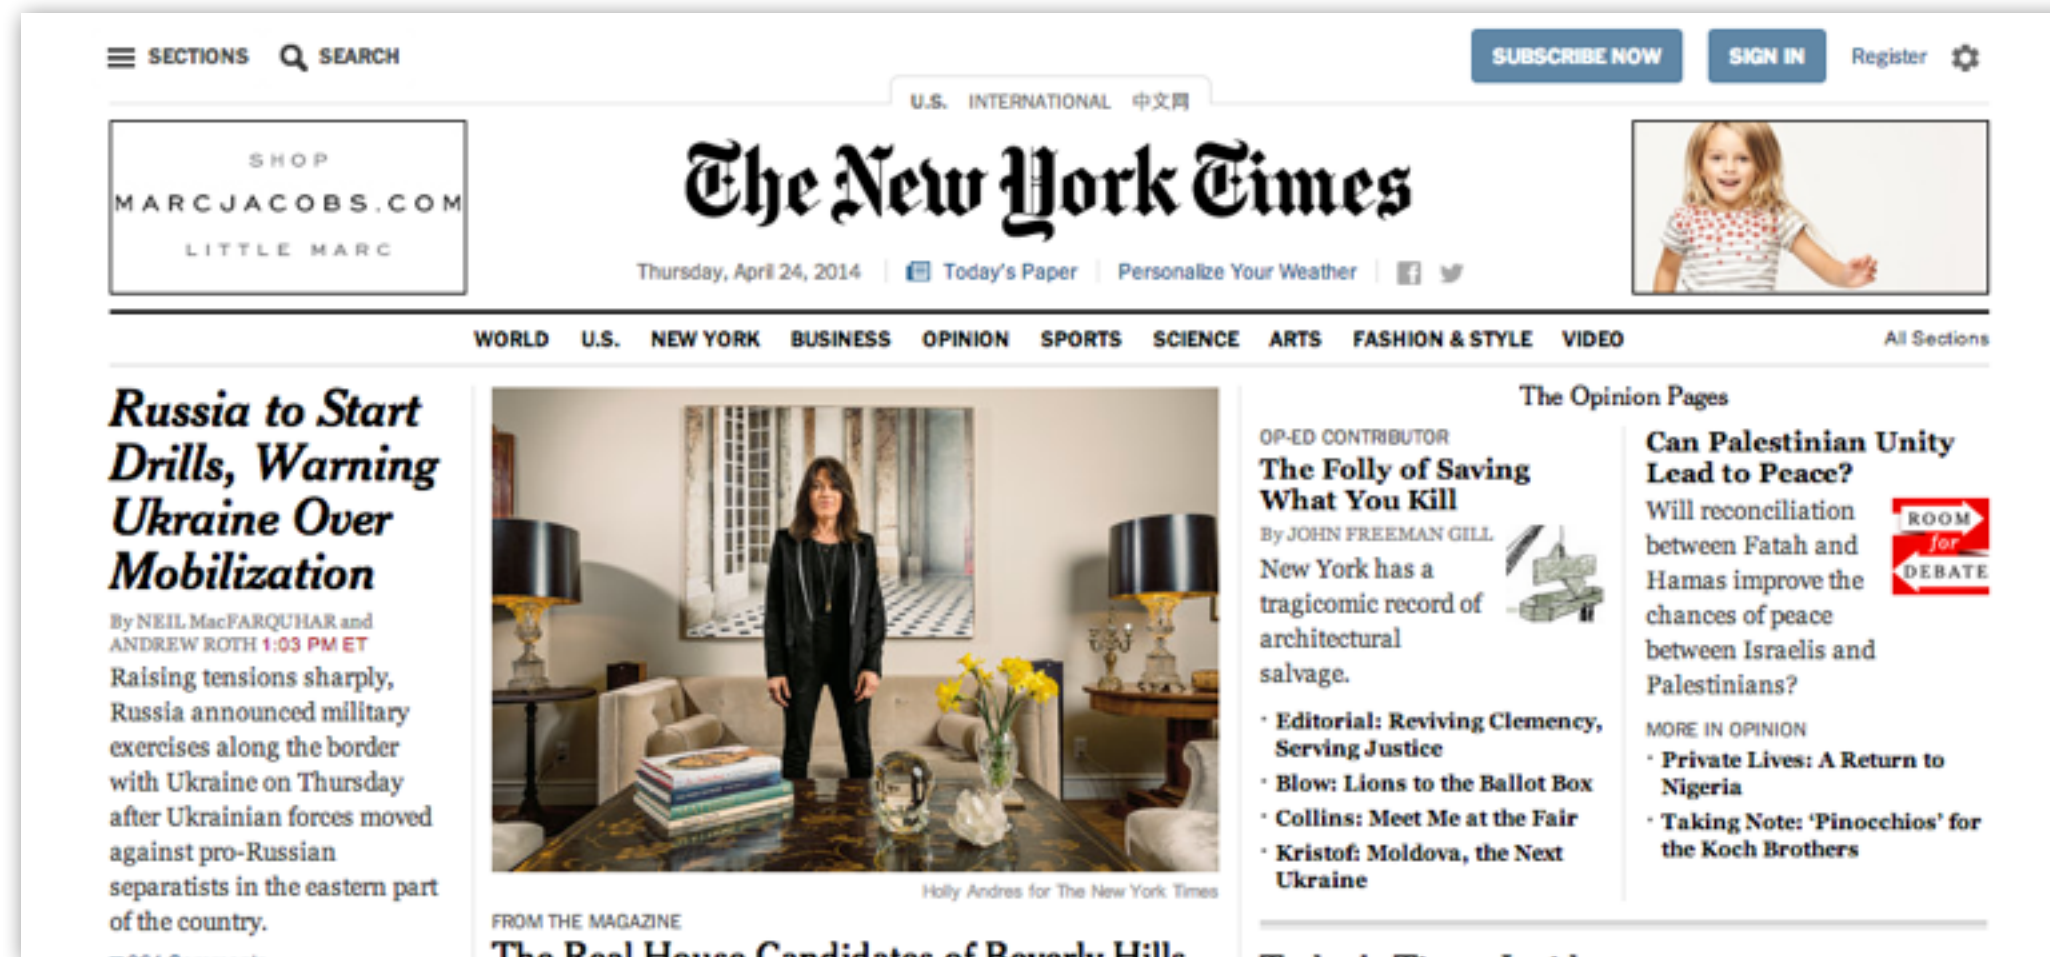 SECTIONS SEARCH
SUBSCRIBE NOW SIGN IN Register
U.S. INTERNATIONAL 中文网
SHOP
MARCJACOBS.COM
LITTLE MARC
The New York Times
Thursday, April 24, 2014 Today's Paper Personalize Your Weather
WORLD U.S. NEW YORK BUSINESS OPINION SPORTS SCIENCE ARTS FASHION & STYLE VIDEO All Sections
Russia to Start
Drills, Warning
Ukraine Over
Mobilization
By NEIL MacFARQUHAR and
ANDREW ROTH 1:03 PM ET
Raising tensions sharply,
Russia announced military
exercises along the border
with Ukraine on Thursday
after Ukrainian forces moved
against pro-Russian
separatists in the eastern part
of the country.
Holly Andres for The New York Times
FROM THE MAGAZINE
The Real House Candidates of Beverly Hills
The Opinion Pages
OP-ED CONTRIBUTOR
The Folly of Saving
What You Kill
By JOHN FREEMAN GILL
New York has a
tragicomic record of
architectural
salvage.
· Editorial: Reviving Clemency,
Serving Justice
· Blow: Lions to the Ballot Box
· Collins: Meet Me at the Fair
· Kristof: Moldova, the Next
Ukraine
Can Palestinian Unity
Lead to Peace?
Will reconciliation
between Fatah and
Hamas improve the
chances of peace
between Israelis and
Palestinians?
ROOM
for
DEBATE
MORE IN OPINION
· Private Lives: A Return to
Nigeria
· Taking Note: 'Pinocchios' for
the Koch Brothers